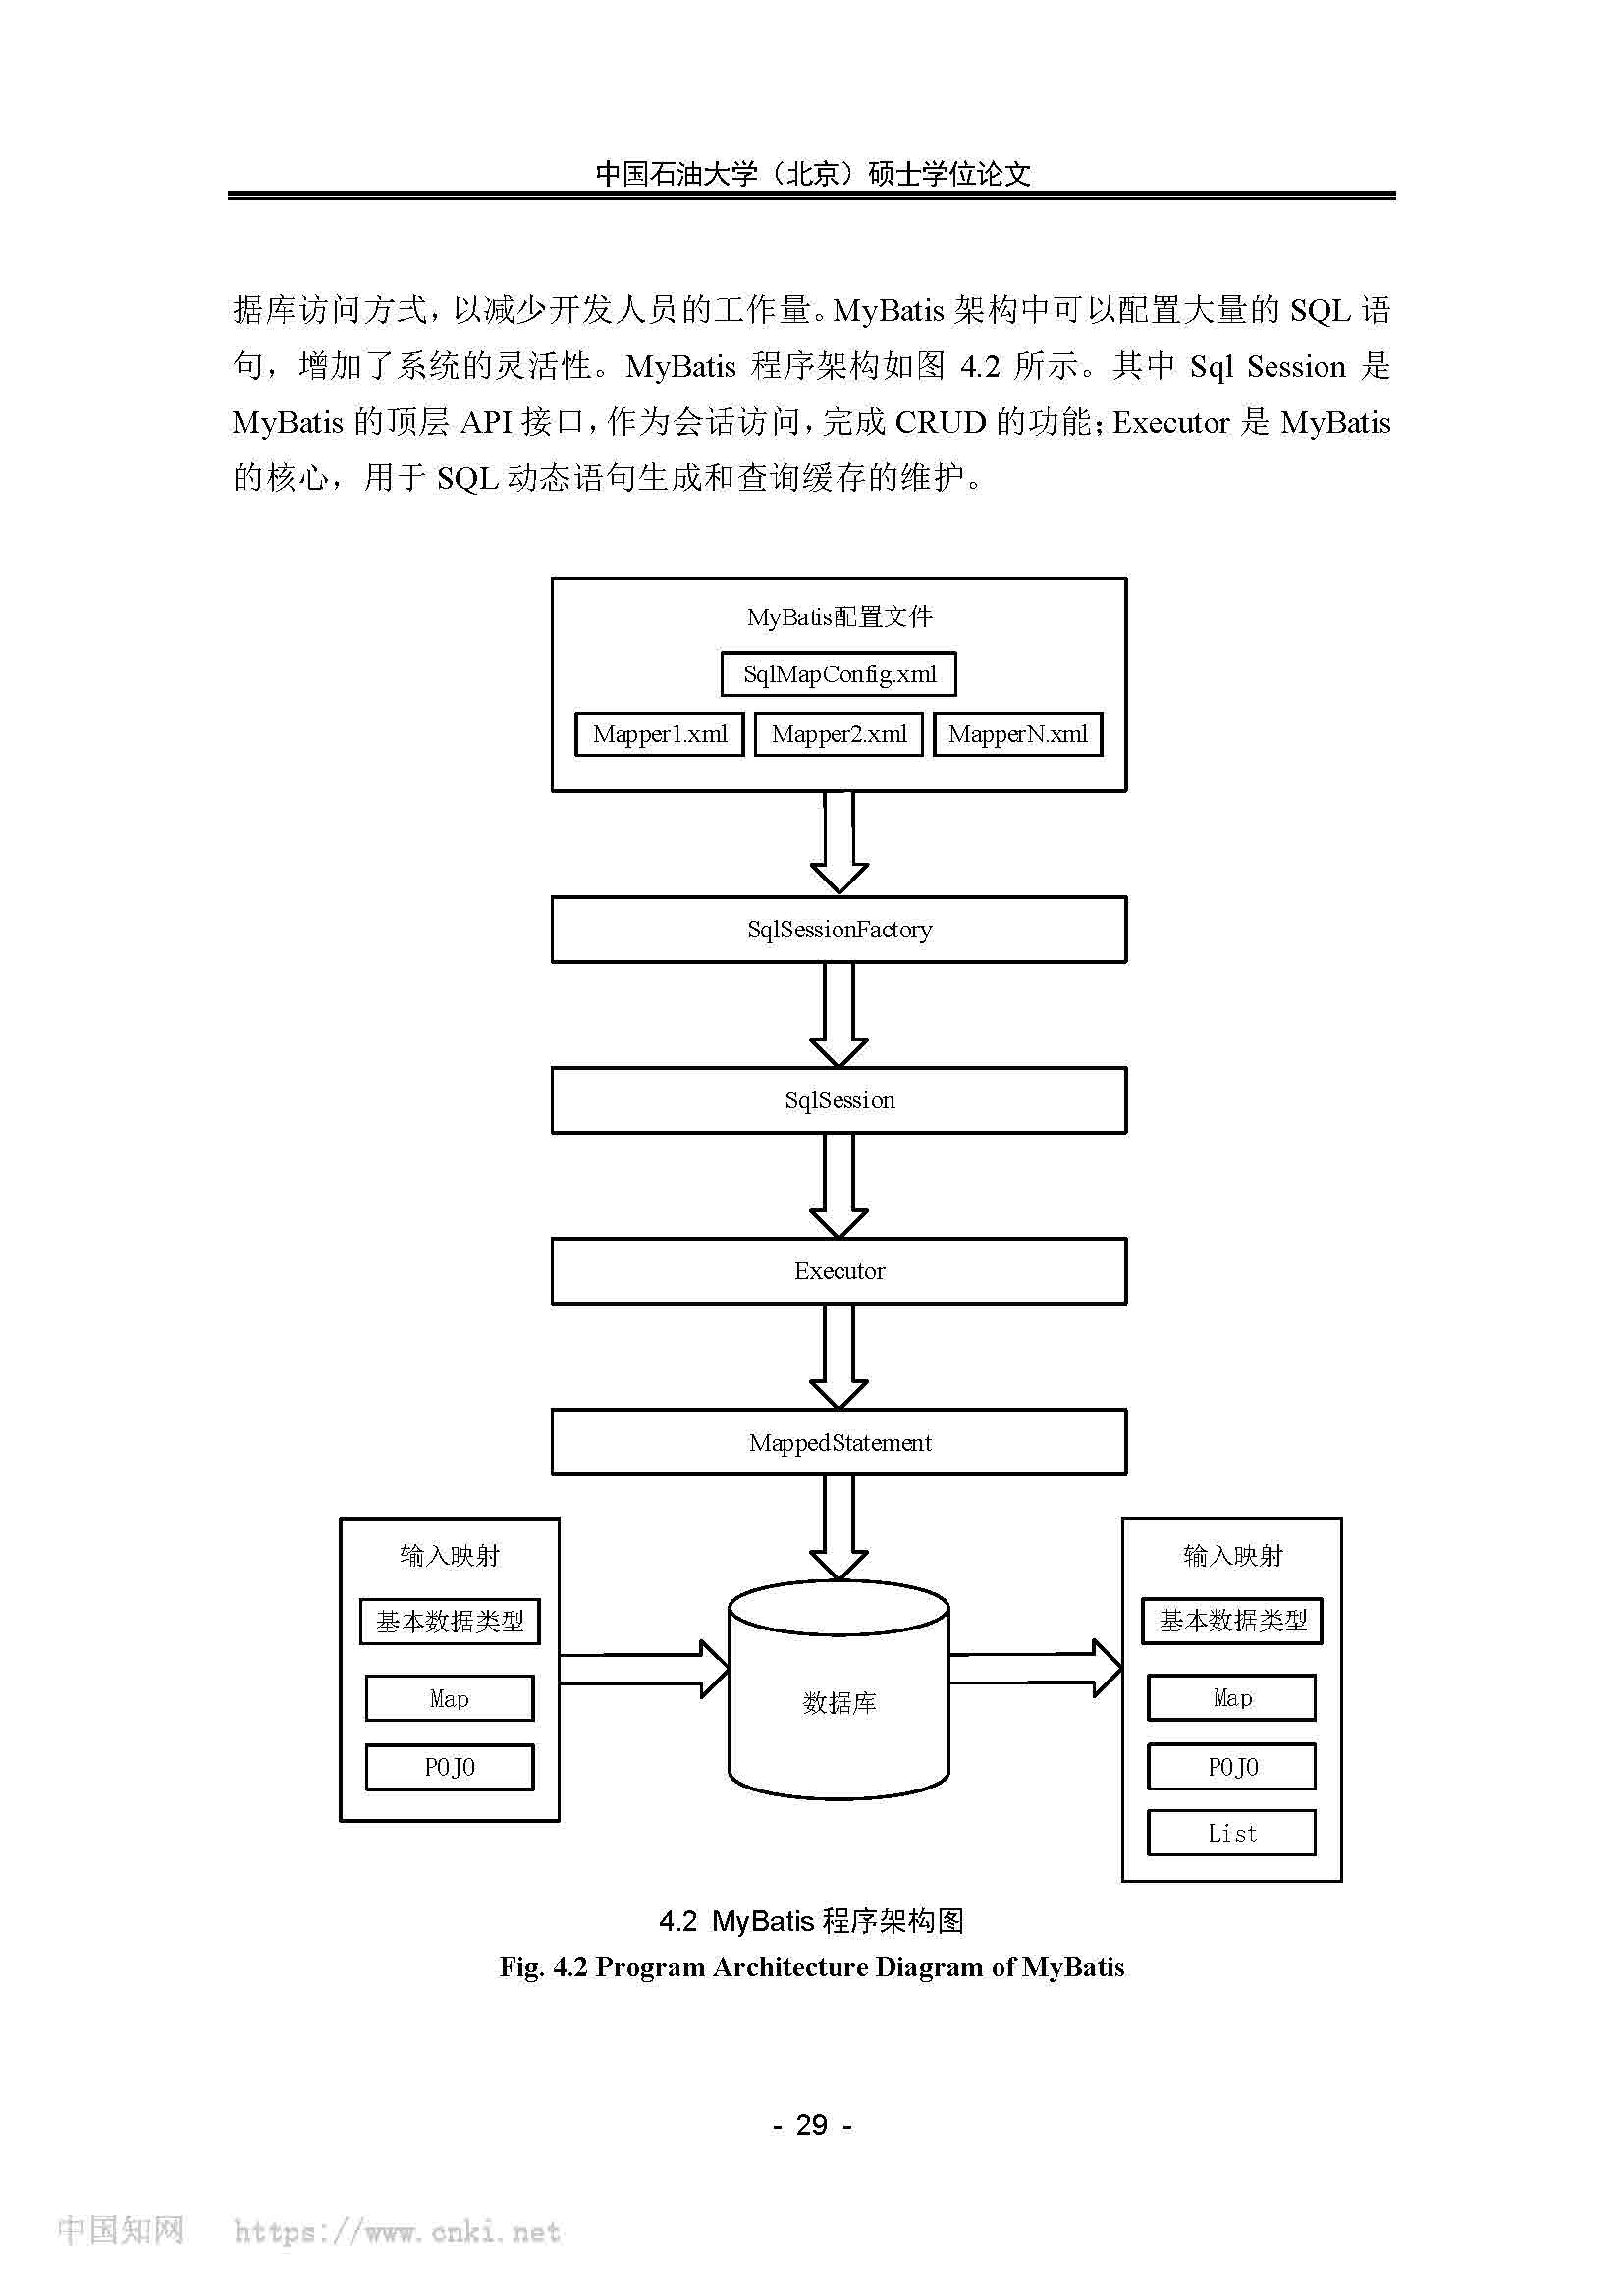 中国石油大学（北京）硕士学位论文
据库访问方式，以减少开发人员的工作量。MyBatis 架构中可以配置大量的 SQL 语
句，增加了系统的灵活性。MyBatis 程序架构如图 4.2 所示。其中 Sql Session 是
MyBatis 的顶层 API 接口，作为会话访问，完成 CRUD 的功能；Executor 是 MyBatis
的核心，用于 SQL 动态语句生成和查询缓存的维护。
MyBatis配置文件
SqlMapConfig.xml
Mapper1.xml Mapper2.xml MapperN.xml
SqlSessionFactory
SqlSession
Executor
MappedStatement
输入映射
基本数据类型
Map
POJO
数据库
输入映射
基本数据类型
Map
POJO
List
4.2 MyBatis 程序架构图
Fig. 4.2 Program Architecture Diagram of MyBatis
- 29 -
中国知网 https://www.cnki.net